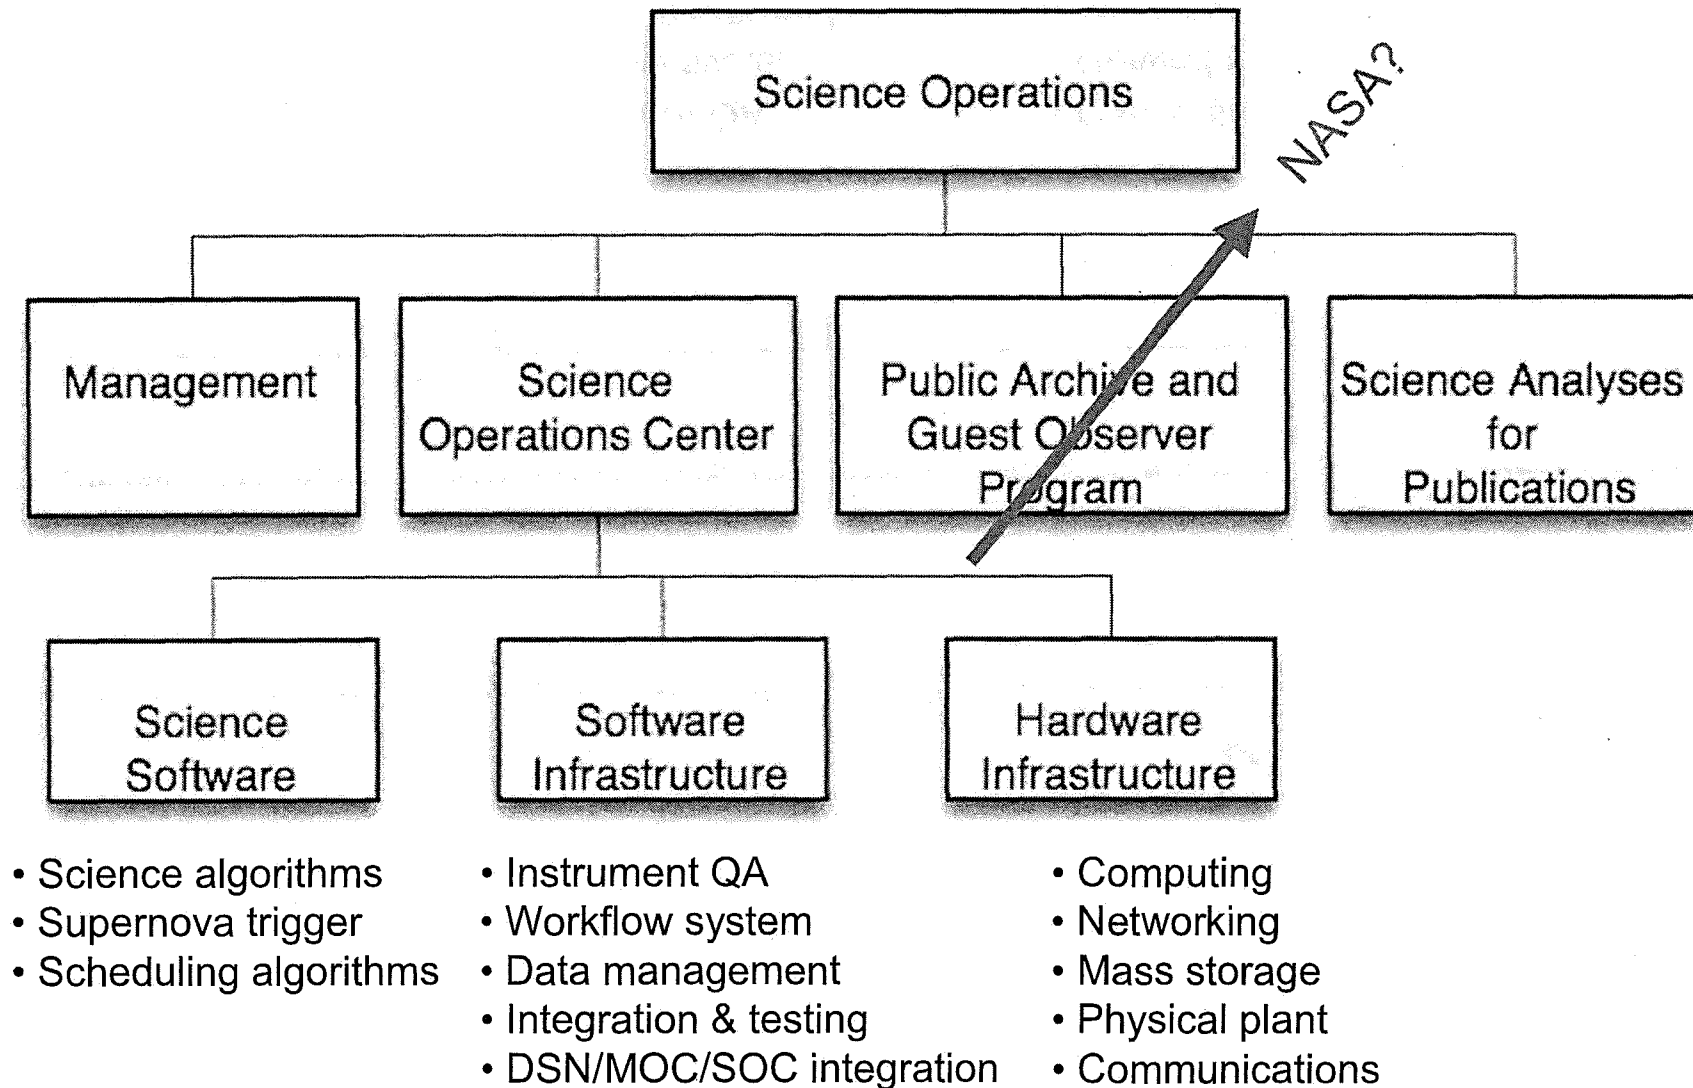 Science Operations
NASA?
Management
Science
Operations Center
Public Archive and
Guest Observer
Program
Science Analyses
for
Publications
Science
Software
Software
Infrastructure
Hardware
Infrastructure
• Science algorithms
• Supernova trigger
• Scheduling algorithms
• Instrument QA
• Workflow system
• Data management
• Integration & testing
• DSN/MOC/SOC integration
• Computing
• Networking
• Mass storage
• Physical plant
• Communications